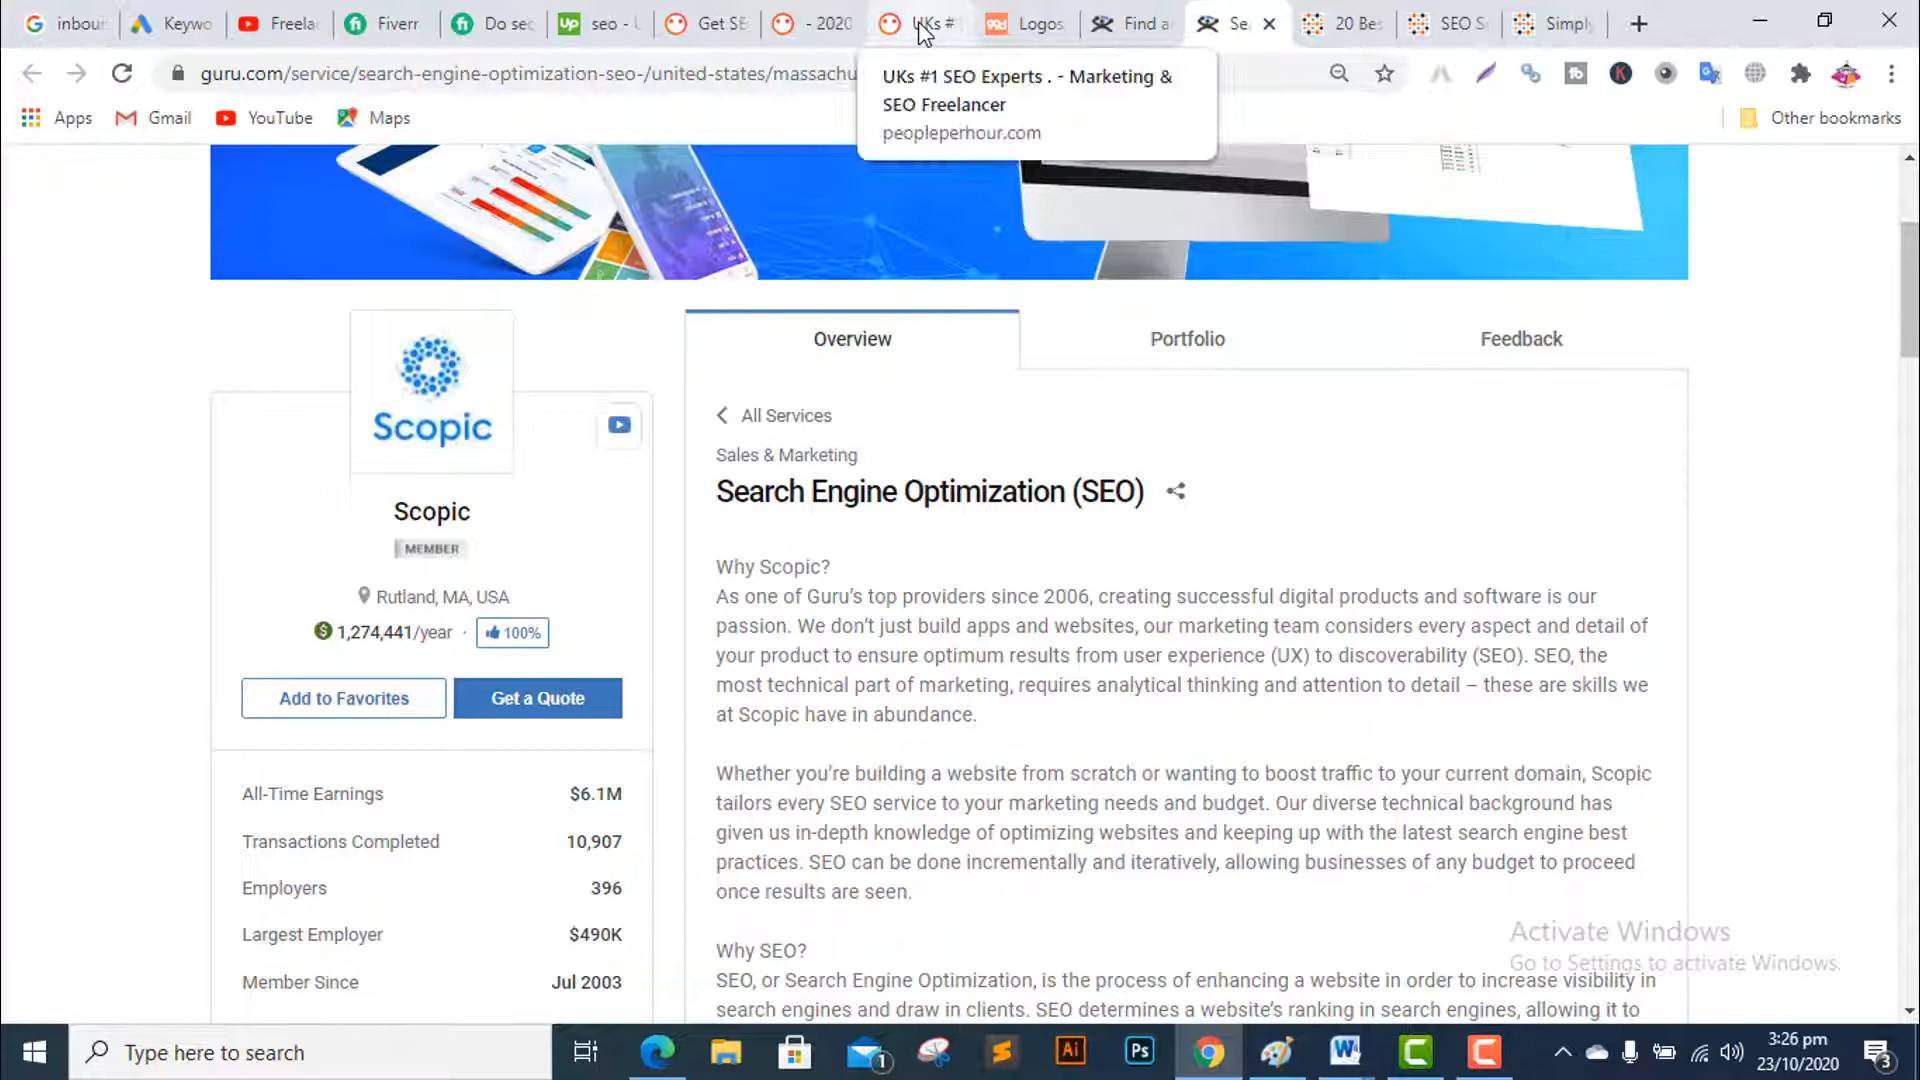 inboun
Keywo
Freela
Fiverr
Do sec
seo - U
Get SE
- 2020
UKs #
Logos
Find a
Se
20 Bes
SEO S
Simply
guru.com/service/search-engine-optimization-seo-/united-states/massachu
UKs #1 SEO Experts . - Marketing &
SEO Freelancer
peopleperhour.com
Apps
Gmail
YouTube
Maps
Other bookmarks
Scopic
Scopic
MEMBER
Rutland, MA, USA
1,274,441/year · 100%
Add to Favorites
Get a Quote
All-Time Earnings $6.1M
Transactions Completed 10,907
Employers 396
Largest Employer $490K
Member Since Jul 2003
Overview
Portfolio
Feedback
All Services
Sales & Marketing
Search Engine Optimization (SEO)
Why Scopic?
As one of Guru's top providers since 2006, creating successful digital products and software is our
passion. We don't just build apps and websites, our marketing team considers every aspect and detail of
your product to ensure optimum results from user experience (UX) to discoverability (SEO). SEO, the
most technical part of marketing, requires analytical thinking and attention to detail – these are skills we
at Scopic have in abundance.
Whether you're building a website from scratch or wanting to boost traffic to your current domain, Scopic
tailors every SEO service to your marketing needs and budget. Our diverse technical background has
given us in-depth knowledge of optimizing websites and keeping up with the latest search engine best
practices. SEO can be done incrementally and iteratively, allowing businesses of any budget to proceed
once results are seen.
Why SEO?
SEO, or Search Engine Optimization, is the process of enhancing a website in order to increase visibility in
search engines and draw in clients. SEO determines a website's ranking in search engines, allowing it to
Activate Windows
Go to Settings to activate Windows.
Type here to search
1
Ai
Ps
3:26 pm
23/10/2020
3